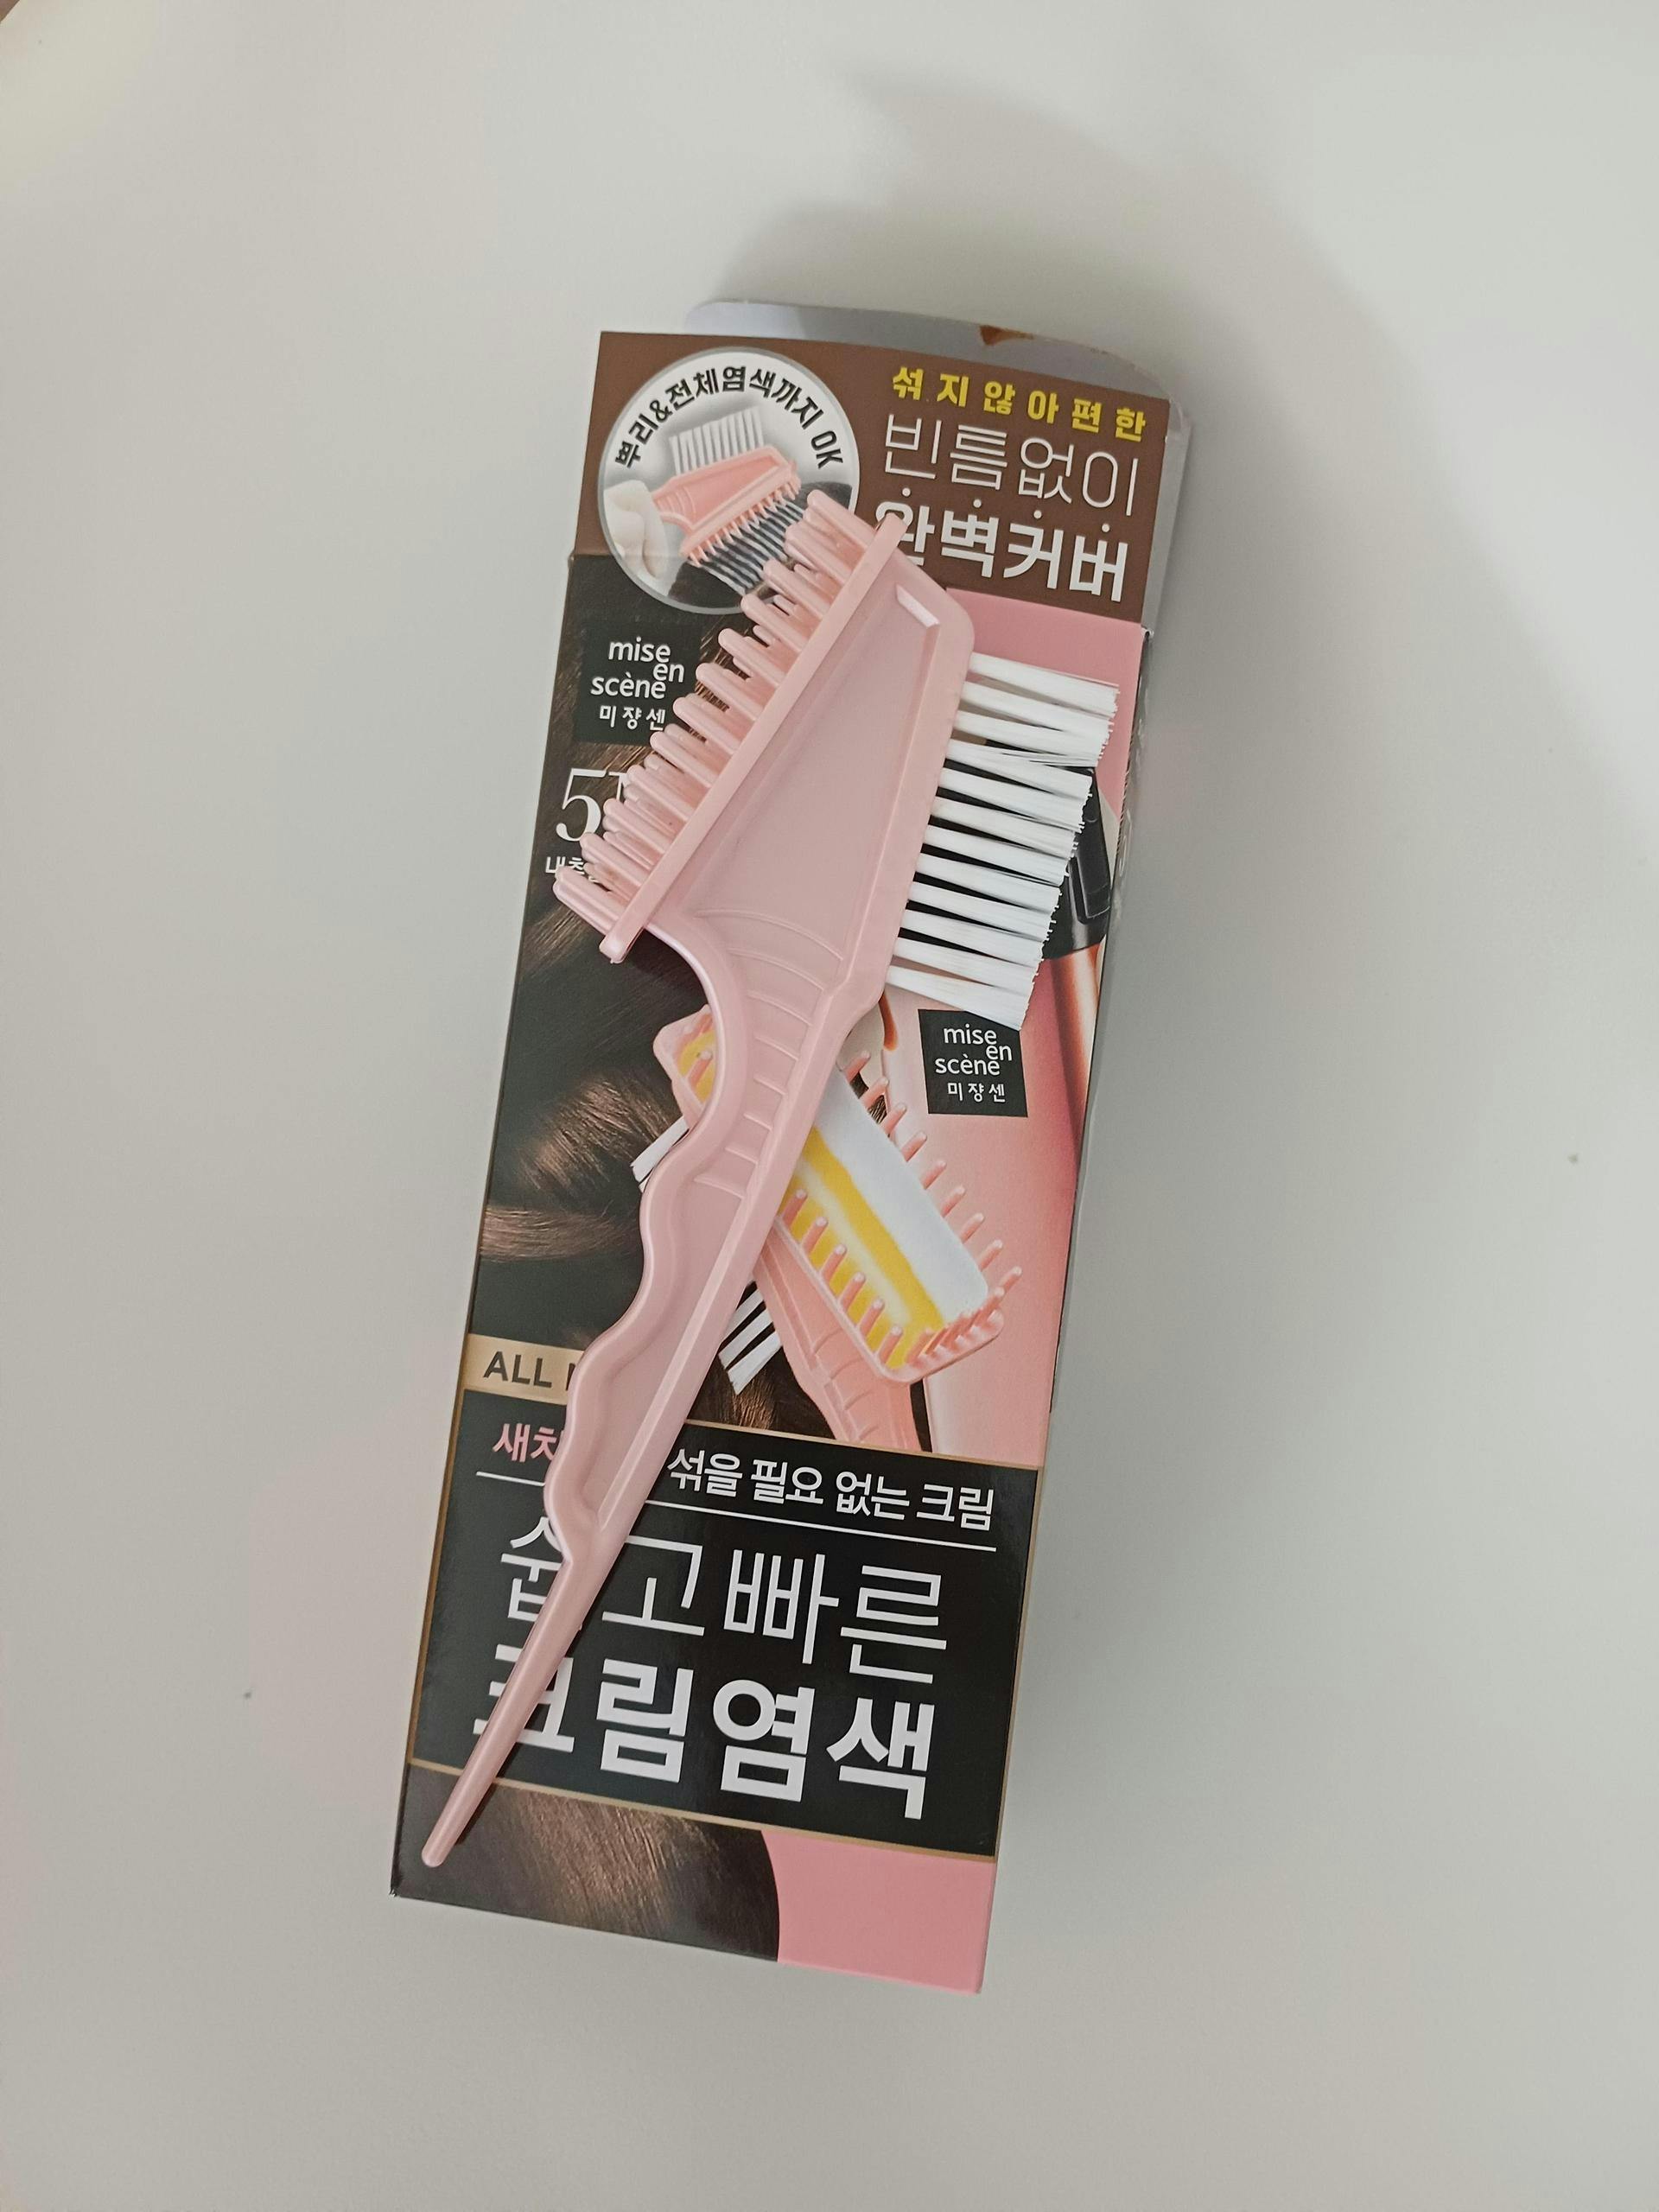 뿌리&전체염색까지 OK
섞지않아편한
빈틈없이
완벽커버
mise
en
scène
미쟝센
5
mise
en
scène
미쟝센
ALL
섞을 필요 없는 크림
쉽고빠른
크림염색